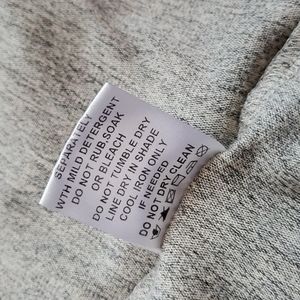 SEPARATELY
WTH MILD DETERGENT
DO NOT RUB.SOAK
OR BLEACH
DO NOT TUMBLE DRY
LINE DRY IN SHADE
COOL IRON ONLY
IF NEEDED
DO NOT DRY CLEAN